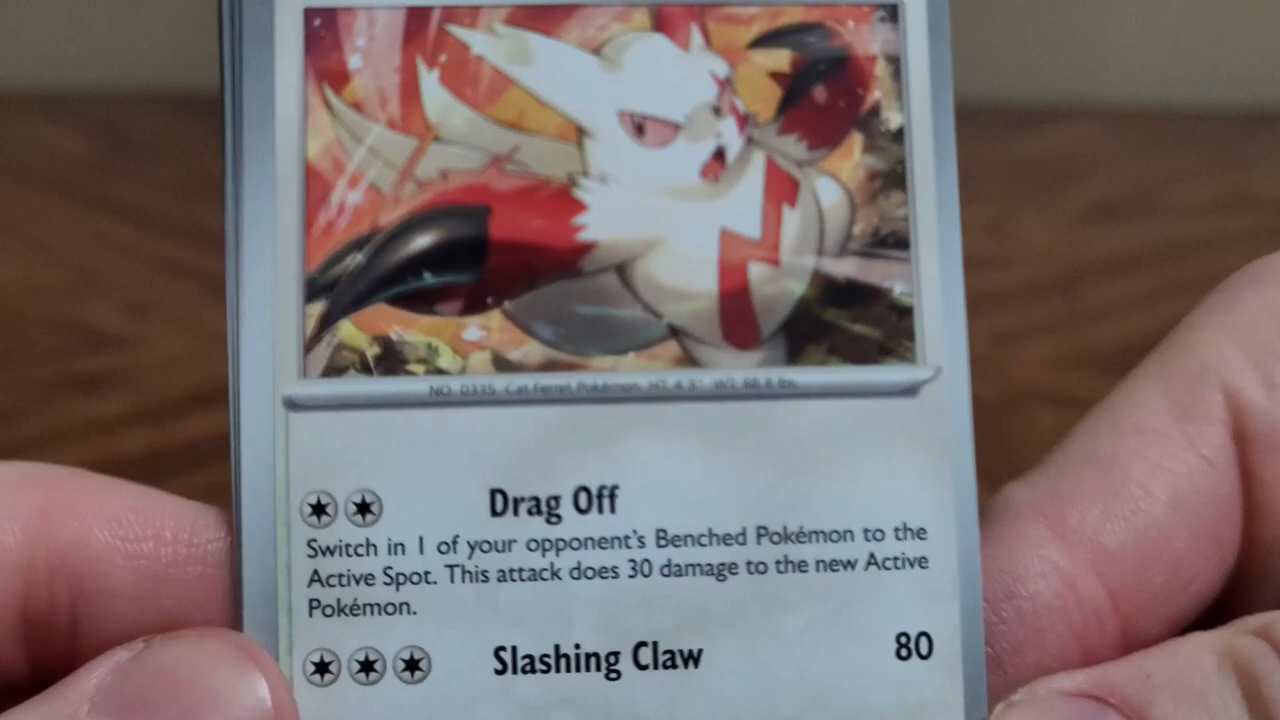 NO. 0335 Cat Ferret Pokémon HT: 4'3" WT: 88.8 lbs.
Drag Off
Switch in 1 of your opponent's Benched Pokémon to the
Active Spot. This attack does 30 damage to the new Active
Pokémon.
Slashing Claw 80